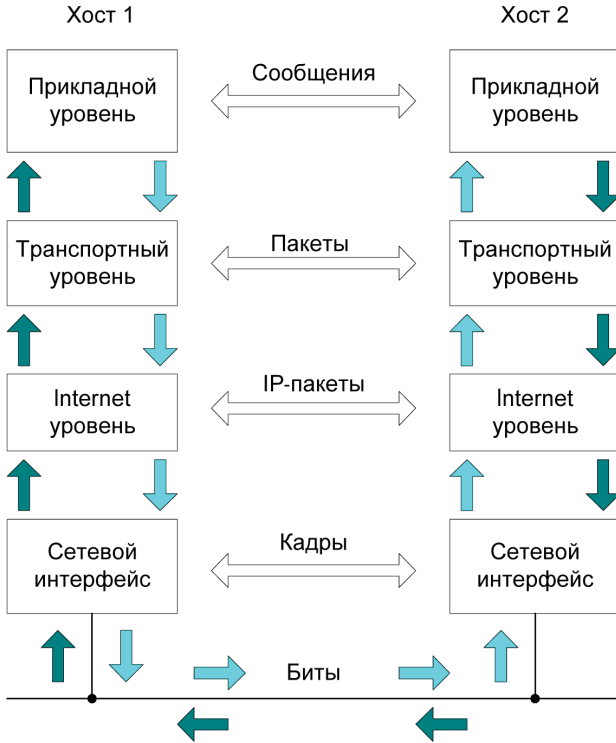 Хост 1
Хост 2
Прикладной
уровень
Сообщения
Прикладной
уровень
Транспортный
уровень
Пакеты
Транспортный
уровень
Internet
уровень
IP-пакеты
Internet
уровень
Сетевой
интерфейс
Кадры
Сетевой
интерфейс
Биты